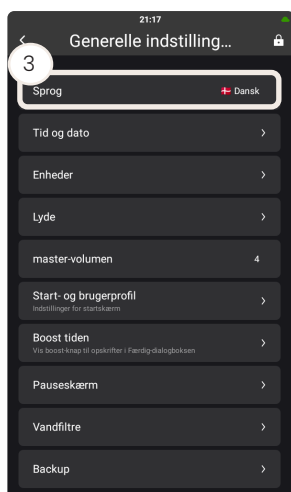 21:17
Generelle indstilling...
3
Sprog
Dansk
Tid og dato
Enheder
Lyde
master-volumen
4
Start- og brugerprofil
Indstillinger for startskærm
Boost tiden
Vis boost-knap til opskrifter i Færdig-dialogboksen
Pauseskærm
Vandfiltre
Backup